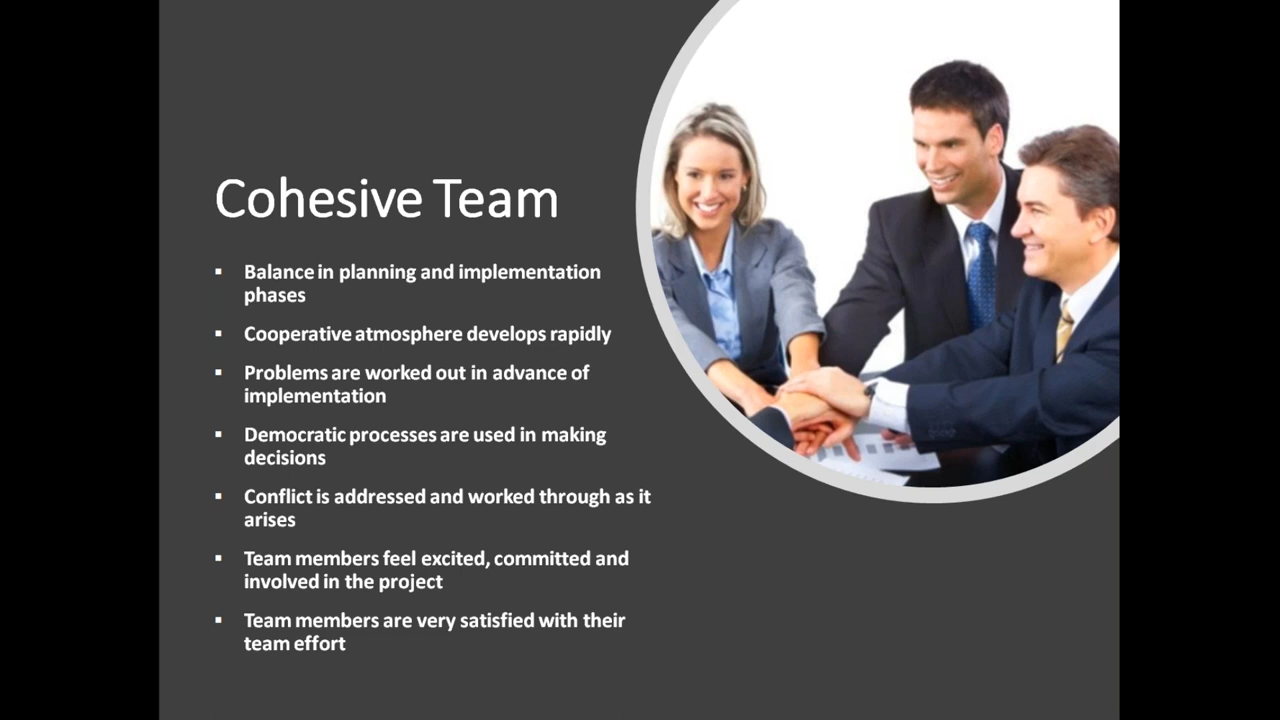 Cohesive Team
▪ Balance in planning and implementation
phases
▪ Cooperative atmosphere develops rapidly
▪ Problems are worked out in advance of
implementation
▪ Democratic processes are used in making
decisions
▪ Conflict is addressed and worked through as it
arises
▪ Team members feel excited, committed and
involved in the project
▪ Team members are very satisfied with their
team effort